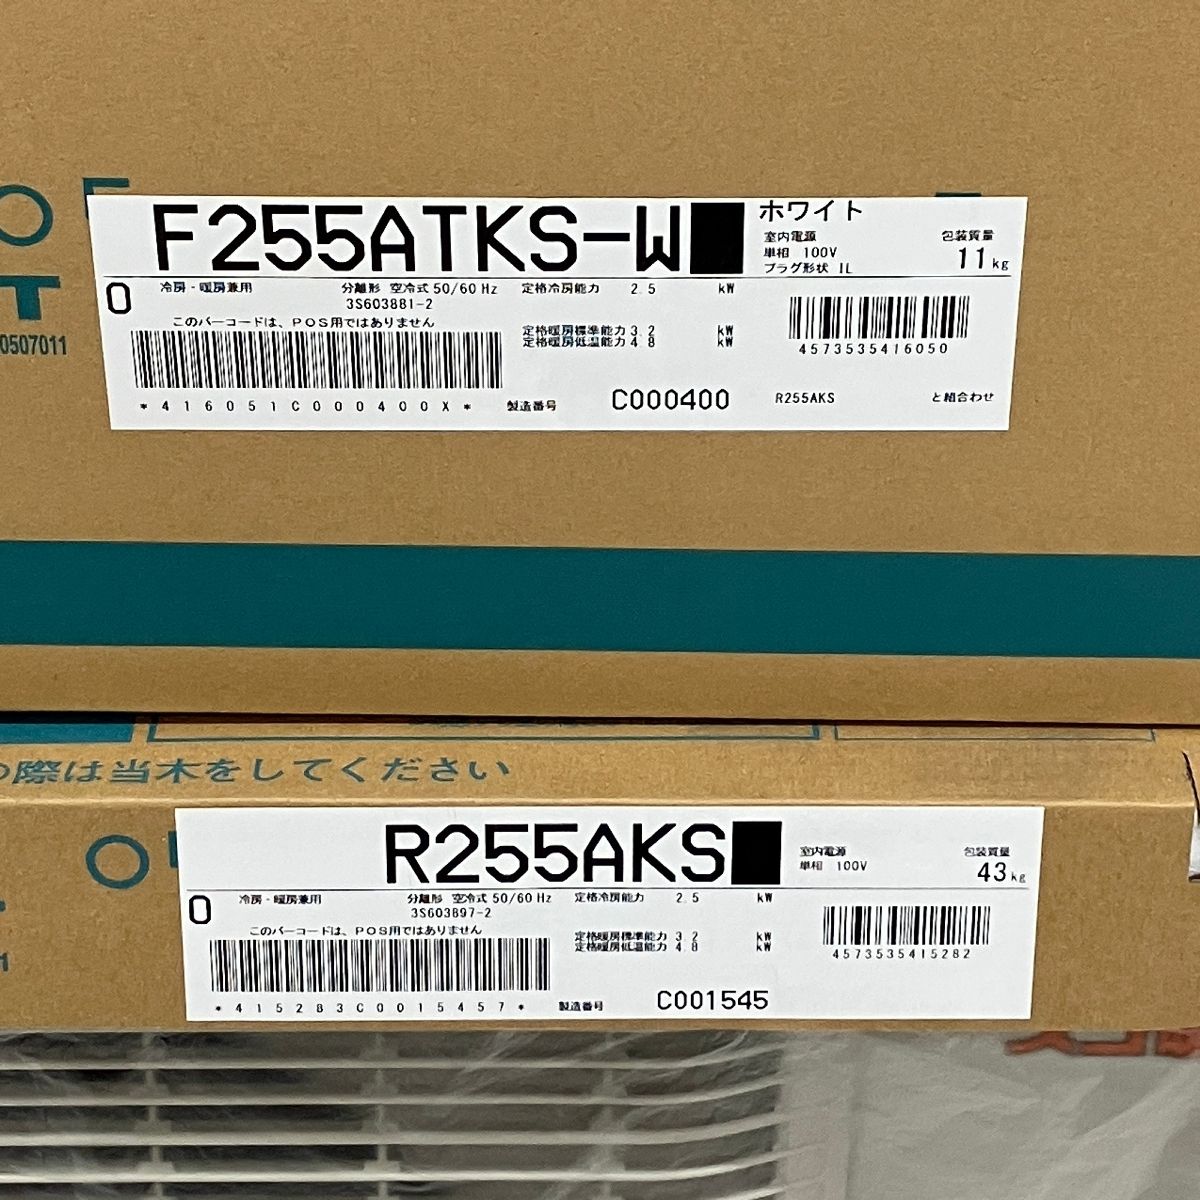 F255ATKS-W ホワイト
室内電源
単相 100V
プラグ形状 IL
包装質量
11kg
0
冷房・暖房兼用
分離形 空冷式 50/60Hz
3S603881-2
定格冷房能力 2.5 kW
このバーコードは、POS用ではありません
定格暖房標準能力 3.2 kW
定格暖房低温能力 4.8 kW
4573535416050
*416051C000400X*
製造番号 C000400
R255AKS と組合わせ
0507011
際は当木をしてください
R255AKS
室内電源
単相 100V
包装質量
43kg
0
冷房・暖房兼用
分離形 空冷式 50/60Hz
3S603897-2
定格冷房能力 2.5 kW
このバーコードは、POS用ではありません
定格暖房標準能力 3.2 kW
定格暖房低温能力 4.8 kW
4573535415282
*415283C0015457*
製造番号 C001545